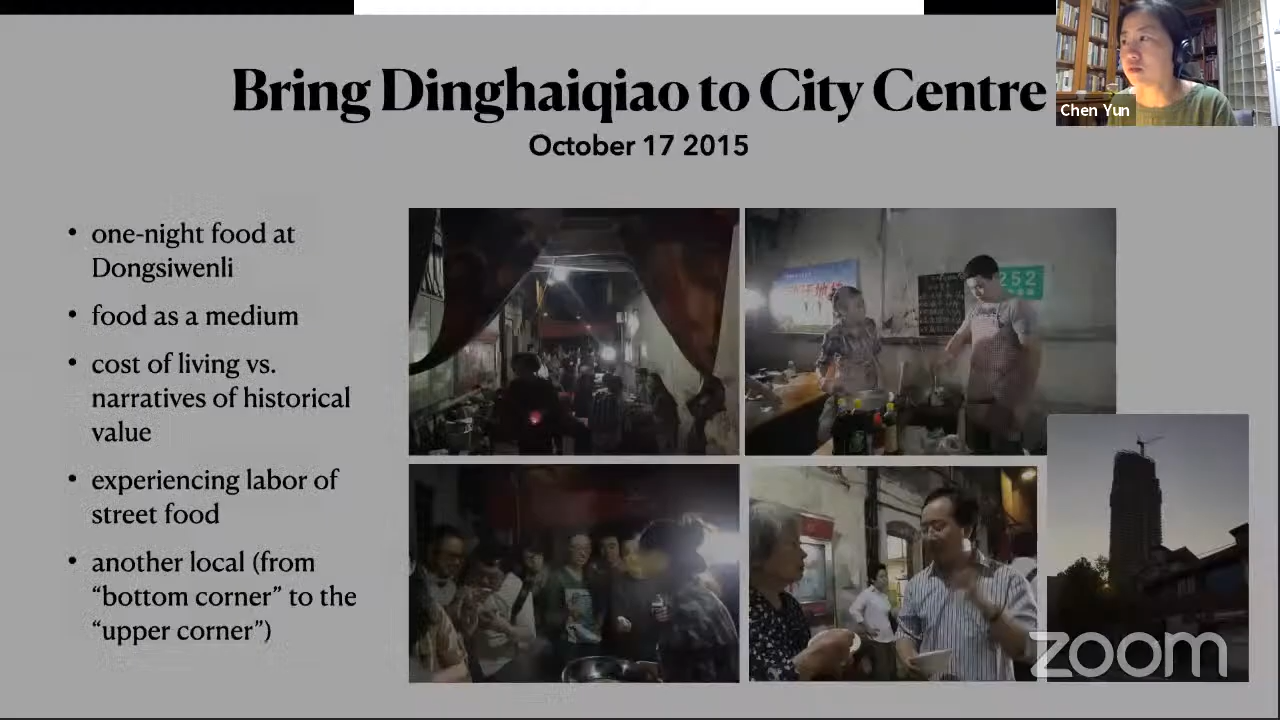 Bring Dinghaiqiao to City Centre
October 17 2015
Chen Yun
• one-night food at
Dongsiwenli
• food as a medium
• cost of living vs.
narratives of historical
value
• experiencing labor of
street food
• another local (from
“bottom corner” to the
“upper corner”)
252
zoom